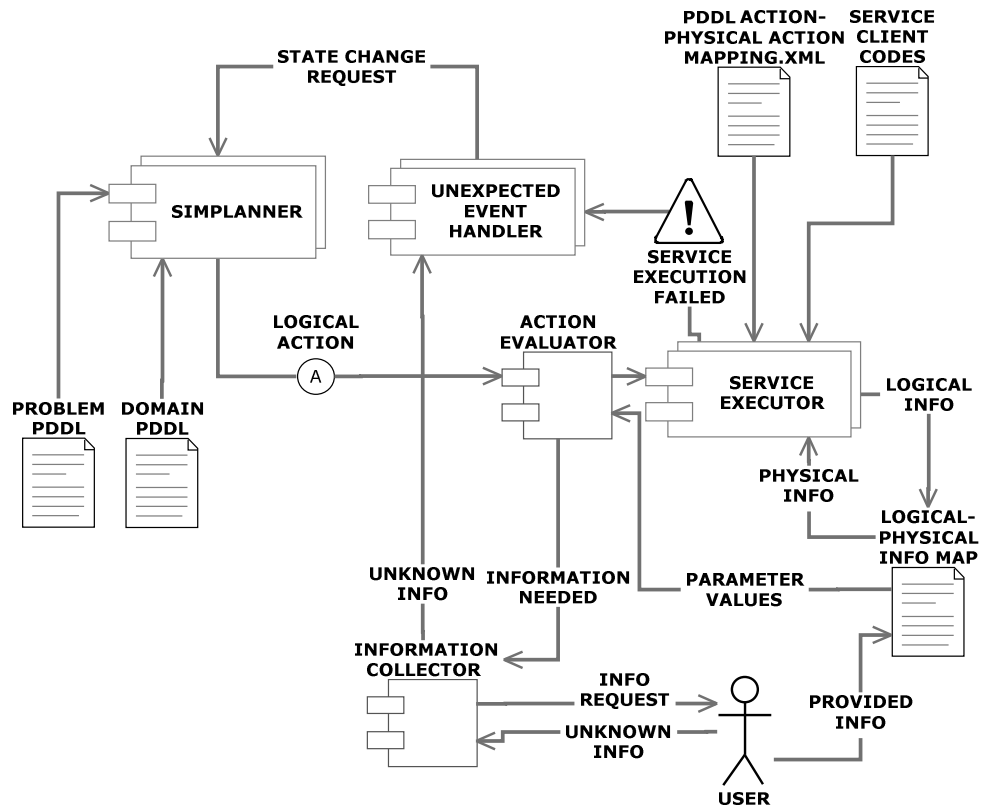 PDDL ACTION-
PHYSICAL ACTION
MAPPING.XML
SERVICE
CLIENT
CODES
STATE CHANGE
REQUEST
SIMPLANNER
UNEXPECTED
EVENT
HANDLER
SERVICE
EXECUTION
FAILED
!
LOGICAL
ACTION
A
ACTION
EVALUATOR
SERVICE
EXECUTOR
LOGICAL
INFO
PROBLEM
PDDL
DOMAIN
PDDL
PHYSICAL
INFO
LOGICAL-
PHYSICAL
INFO MAP
UNKNOWN
INFO
INFORMATION
NEEDED
PARAMETER
VALUES
INFORMATION
COLLECTOR
INFO
REQUEST
UNKNOWN
INFO
PROVIDED
INFO
USER